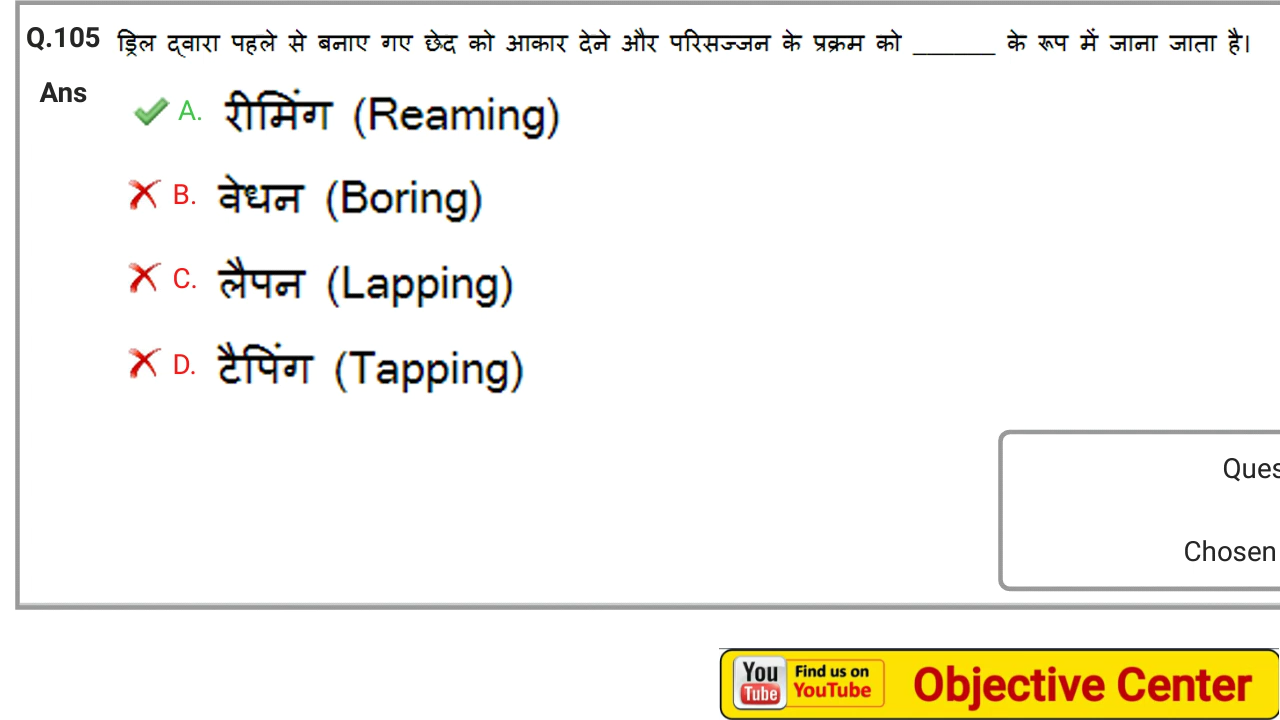 Q.105 ड्रिल द्वारा पहले से बनाए गए छेद को आकार देने और परिसज्जन के प्रक्रम को ______ के रूप में जाना जाता है।
Ans
A. रीमिंग (Reaming)
B. वेधन (Boring)
C. लैपन (Lapping)
D. टैपिंग (Tapping)
Ques
Chosen
You Tube Find us on YouTube Objective Center